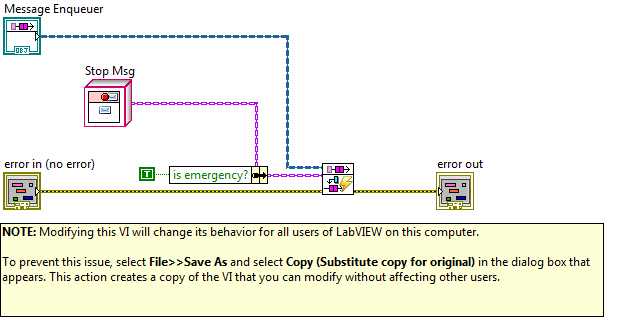 Message Enqueuer
OBJ
Stop Msg
error in (no error)
T
is emergency?
error out
NOTE: Modifying this VI will change its behavior for all users of LabVIEW on this computer.
To prevent this issue, select File>>Save As and select Copy (Substitute copy for original) in the dialog box that
appears. This action creates a copy of the VI that you can modify without affecting other users.